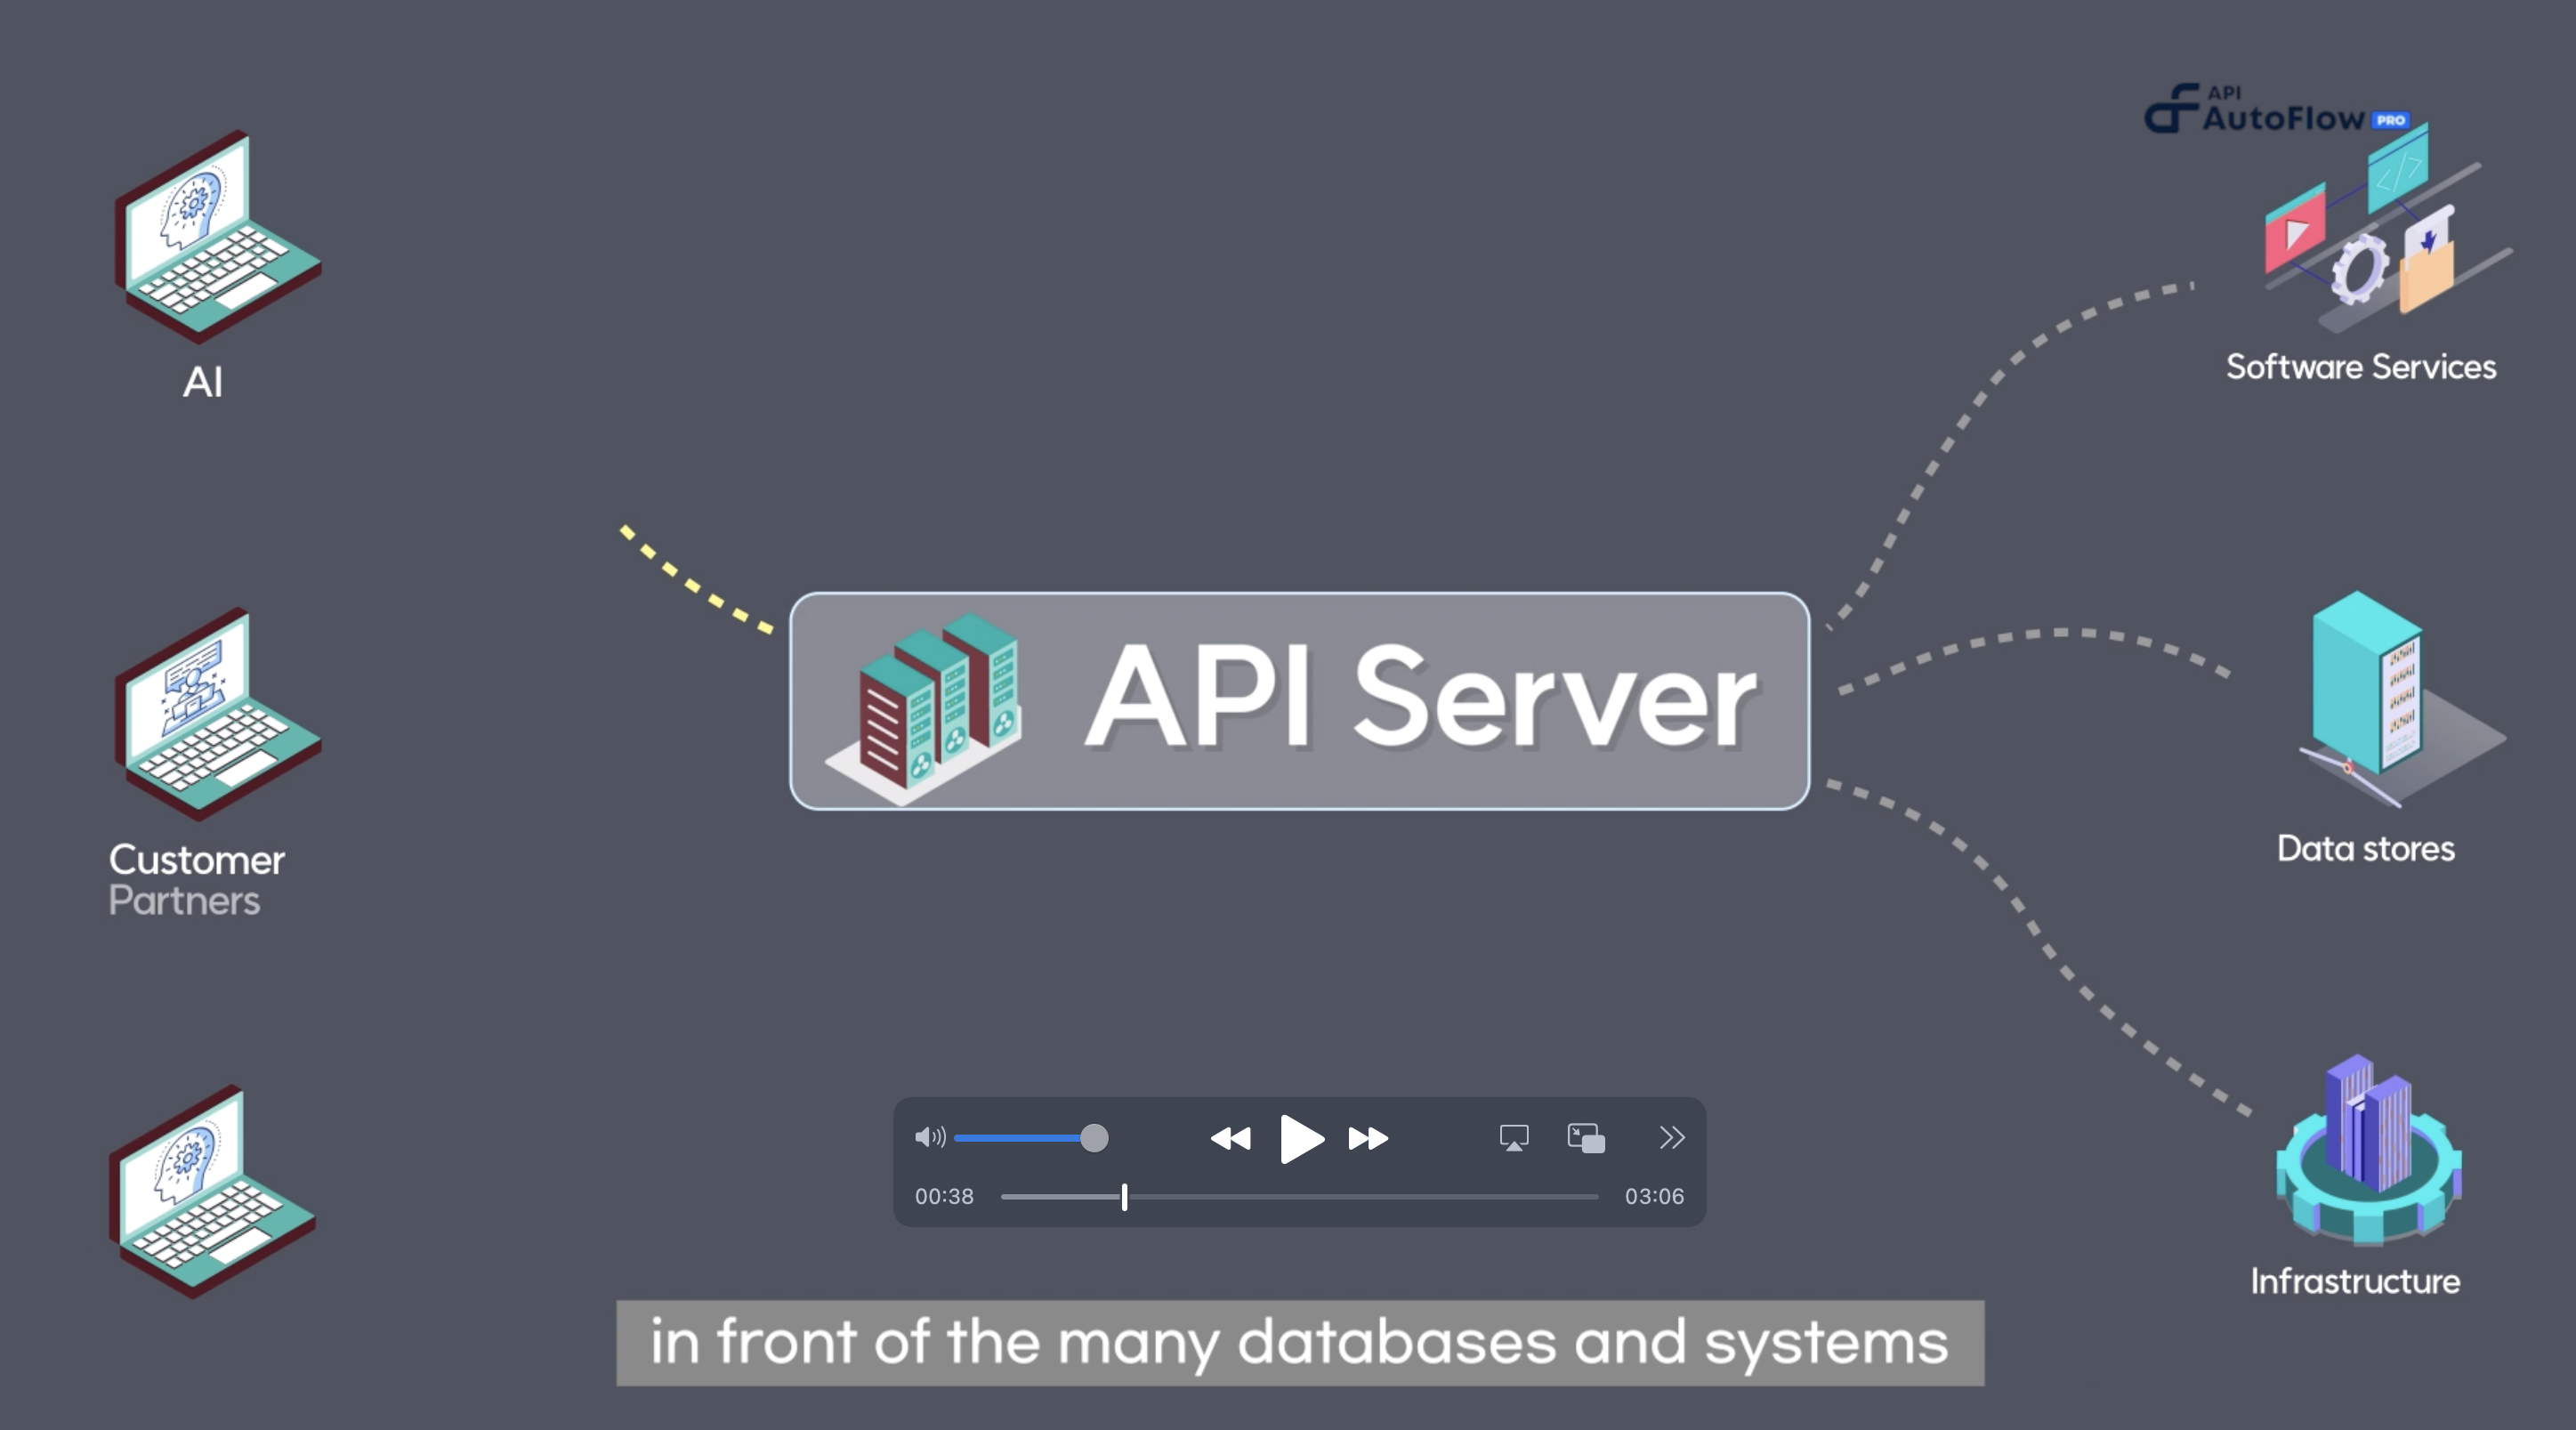 API
AutoFlow PRO
AI
Software Services
API Server
Customer
Partners
Data stores
00:38
03:06
Infrastructure
in front of the many databases and systems